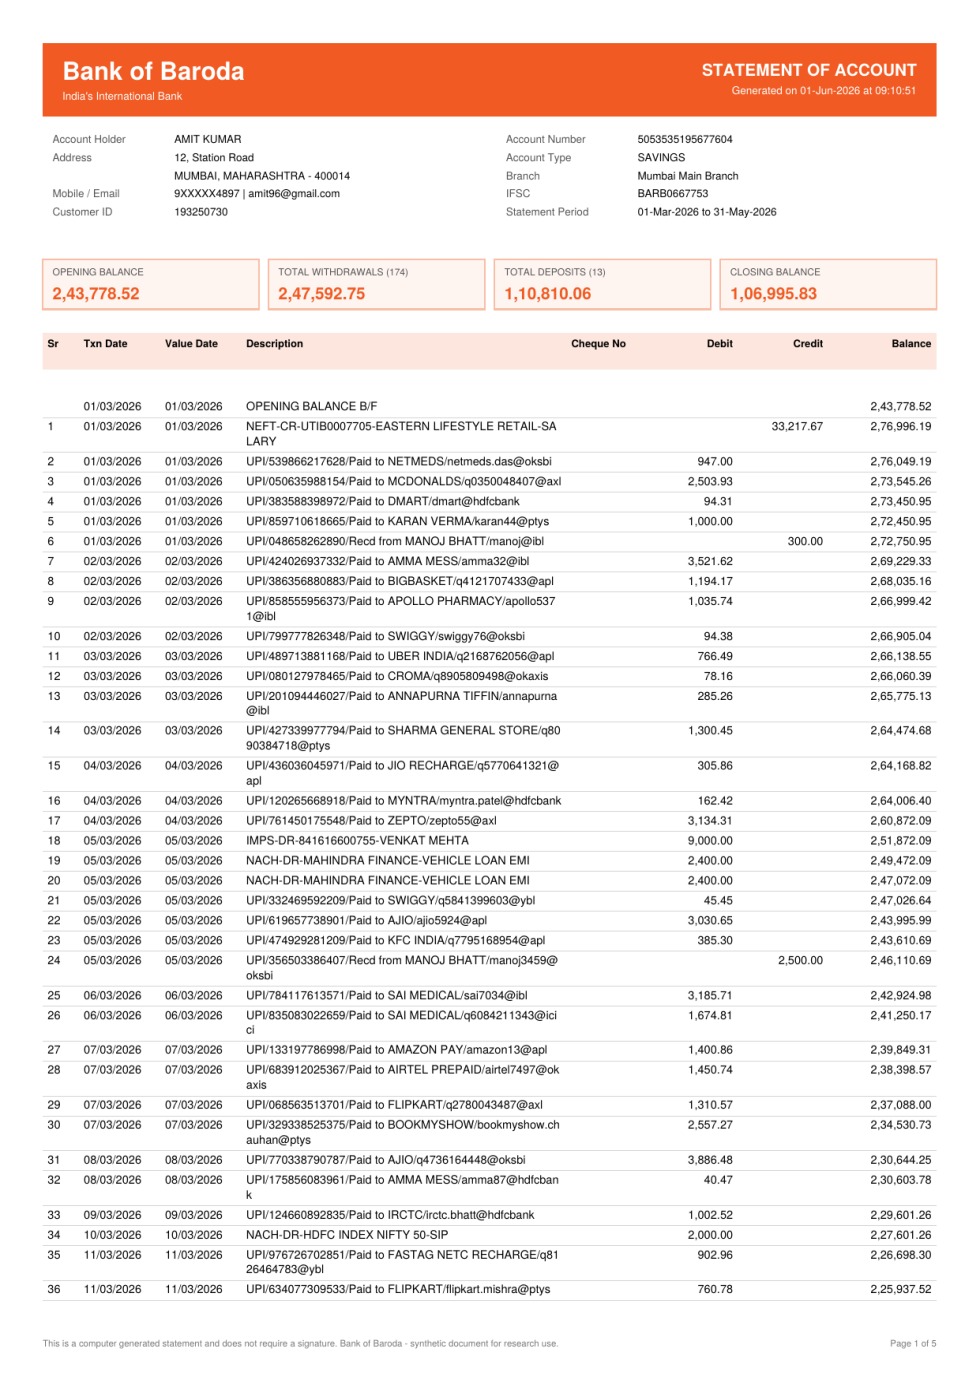 Bank of Baroda
India's International Bank
STATEMENT OF ACCOUNT
Generated on 01-Jun-2026 at 09:10:51
Account Holder AMIT KUMAR Account Number 5053535195677604
Address 12, Station Road Account Type SAVINGS
MUMBAI, MAHARASHTRA - 400014 Branch Mumbai Main Branch
Mobile / Email 9XXXXX4897 | amit96@gmail.com IFSC BARB0667753
Customer ID 193250730 Statement Period 01-Mar-2026 to 31-May-2026
OPENING BALANCE TOTAL WITHDRAWALS (174) TOTAL DEPOSITS (13) CLOSING BALANCE
2,43,778.52 2,47,592.75 1,10,810.06 1,06,995.83
Sr Txn Date Value Date Description Cheque No Debit Credit Balance
01/03/2026 01/03/2026 OPENING BALANCE B/F 2,43,778.52
1 01/03/2026 01/03/2026 NEFT-CR-UTIB0007705-EASTERN LIFESTYLE RETAIL-SA 33,217.67 2,76,996.19
LARY
2 01/03/2026 01/03/2026 UPI/539866217628/Paid to NETMEDS/netmeds.das@oksbi 947.00 2,76,049.19
3 01/03/2026 01/03/2026 UPI/050635988154/Paid to MCDONALDS/q0350048407@axl 2,503.93 2,73,545.26
4 01/03/2026 01/03/2026 UPI/383588398972/Paid to DMART/dmart@hdfcbank 94.31 2,73,450.95
5 01/03/2026 01/03/2026 UPI/859710618665/Paid to KARAN VERMA/karan44@ptys 1,000.00 2,72,450.95
6 01/03/2026 01/03/2026 UPI/048658262890/Recd from MANOJ BHATT/manoj@ibl 300.00 2,72,750.95
7 02/03/2026 02/03/2026 UPI/424026937332/Paid to AMMA MESS/amma32@ibl 3,521.62 2,69,229.33
8 02/03/2026 02/03/2026 UPI/386356880883/Paid to BIGBASKET/q4121707433@apl 1,194.17 2,68,035.16
9 02/03/2026 02/03/2026 UPI/858555956373/Paid to APOLLO PHARMACY/apollo537 1,035.74 2,66,999.42
1@ibl
10 02/03/2026 02/03/2026 UPI/799777826348/Paid to SWIGGY/swiggy76@oksbi 94.38 2,66,905.04
11 03/03/2026 03/03/2026 UPI/489713881168/Paid to UBER INDIA/q2168762056@apl 766.49 2,66,138.55
12 03/03/2026 03/03/2026 UPI/080127978465/Paid to CROMA/q8905809498@okaxis 78.16 2,66,060.39
13 03/03/2026 03/03/2026 UPI/201094446027/Paid to ANNAPURNA TIFFIN/annapurna 285.26 2,65,775.13
@ibl
14 03/03/2026 03/03/2026 UPI/427339977794/Paid to SHARMA GENERAL STORE/q80 1,300.45 2,64,474.68
90384718@ptys
15 04/03/2026 04/03/2026 UPI/436036045971/Paid to JIO RECHARGE/q5770641321@ 305.86 2,64,168.82
apl
16 04/03/2026 04/03/2026 UPI/120265668918/Paid to MYNTRA/myntra.patel@hdfcbank 162.42 2,64,006.40
17 04/03/2026 04/03/2026 UPI/761450175548/Paid to ZEPTO/zepto55@axl 3,134.31 2,60,872.09
18 05/03/2026 05/03/2026 IMPS-DR-841616600755-VENKAT MEHTA 9,000.00 2,51,872.09
19 05/03/2026 05/03/2026 NACH-DR-MAHINDRA FINANCE-VEHICLE LOAN EMI 2,400.00 2,49,472.09
20 05/03/2026 05/03/2026 NACH-DR-MAHINDRA FINANCE-VEHICLE LOAN EMI 2,400.00 2,47,072.09
21 05/03/2026 05/03/2026 UPI/332469592209/Paid to SWIGGY/q5841399603@ybl 45.45 2,47,026.64
22 05/03/2026 05/03/2026 UPI/619657738901/Paid to AJIO/ajio5924@apl 3,030.65 2,43,995.99
23 05/03/2026 05/03/2026 UPI/474929281209/Paid to KFC INDIA/q7795168954@apl 385.30 2,43,610.69
24 05/03/2026 05/03/2026 UPI/356503386407/Recd from MANOJ BHATT/manoj3459@ 2,500.00 2,46,110.69
oksbi
25 06/03/2026 06/03/2026 UPI/784117613571/Paid to SAI MEDICAL/sai7034@ibl 3,185.71 2,42,924.98
26 06/03/2026 06/03/2026 UPI/835083022659/Paid to SAI MEDICAL/q6084211343@ici 1,674.81 2,41,250.17
ci
27 07/03/2026 07/03/2026 UPI/133197786998/Paid to AMAZON PAY/amazon13@apl 1,400.86 2,39,849.31
28 07/03/2026 07/03/2026 UPI/683912025367/Paid to AIRTEL PREPAID/airtel7497@ok 1,450.74 2,38,398.57
axis
29 07/03/2026 07/03/2026 UPI/068563513701/Paid to FLIPKART/q2780043487@axl 1,310.57 2,37,088.00
30 07/03/2026 07/03/2026 UPI/329338525375/Paid to BOOKMYSHOW/bookmyshow.ch 2,557.27 2,34,530.73
auhan@ptys
31 08/03/2026 08/03/2026 UPI/770338790787/Paid to AJIO/q4736164448@oksbi 3,886.48 2,30,644.25
32 08/03/2026 08/03/2026 UPI/175856083961/Paid to AMMA MESS/amma87@hdfcban 40.47 2,30,603.78
k
33 09/03/2026 09/03/2026 UPI/124660892835/Paid to IRCTC/irctc.bhatt@hdfcbank 1,002.52 2,29,601.26
34 10/03/2026 10/03/2026 NACH-DR-HDFC INDEX NIFTY 50-SIP 2,000.00 2,27,601.26
35 11/03/2026 11/03/2026 UPI/976726702851/Paid to FASTAG NETC RECHARGE/q81 902.96 2,26,698.30
26464783@ybl
36 11/03/2026 11/03/2026 UPI/634077309533/Paid to FLIPKART/flipkart.mishra@ptys 760.78 2,25,937.52
This is a computer generated statement and does not require a signature. Bank of Baroda - synthetic document for research use. Page 1 of 5